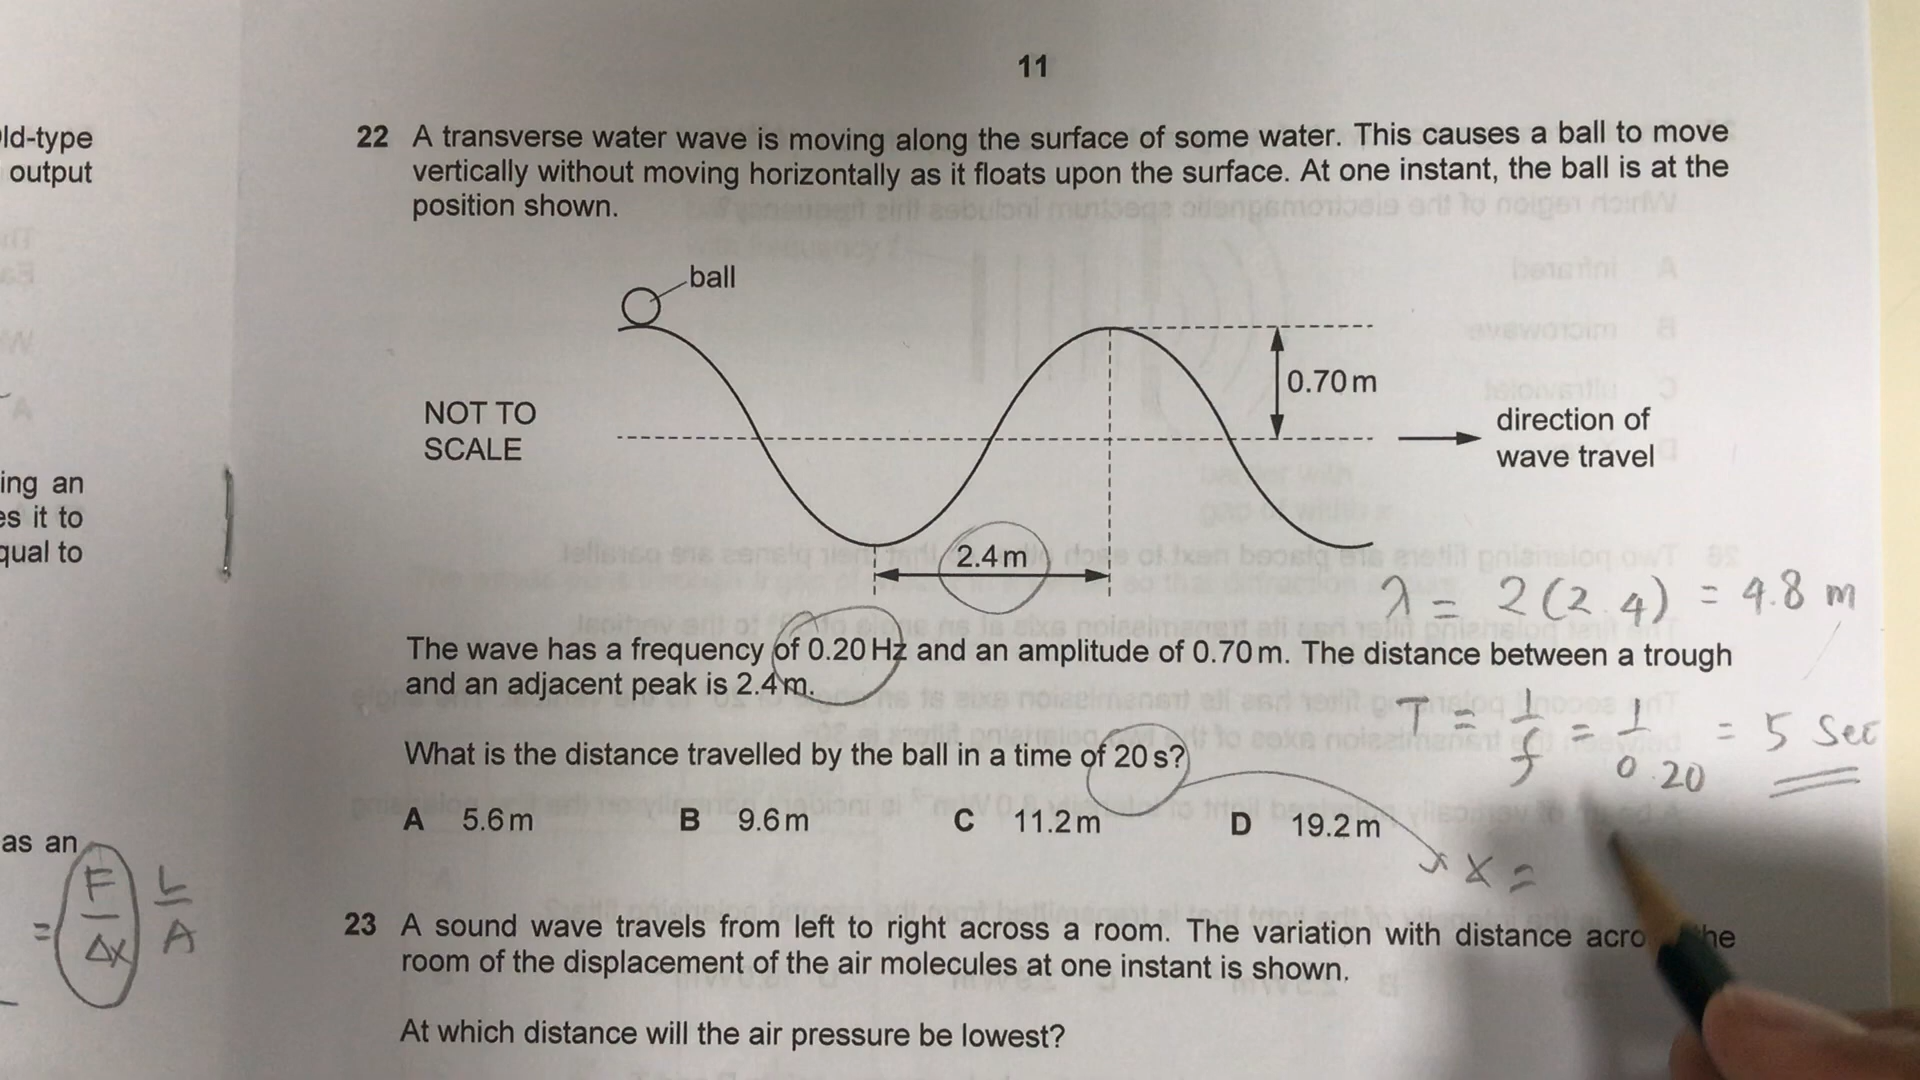 11
ld-type
output
22 A transverse water wave is moving along the surface of some water. This causes a ball to move
vertically without moving horizontally as it floats upon the surface. At one instant, the ball is at the
position shown.
ball
0.70 m
NOT TO
SCALE
direction of
wave travel
ing an
es it to
qual to
2.4 m
λ = 2(2.4) = 4.8 m
The wave has a frequency of 0.20 Hz and an amplitude of 0.70 m. The distance between a trough
and an adjacent peak is 2.4 m.
T = 1/f = 1/0.20 = 5 Sec
What is the distance travelled by the ball in a time of 20 s?
A 5.6 m B 9.6 m C 11.2 m D 19.2 m
x =
as an
= F/Δx L/A
23 A sound wave travels from left to right across a room. The variation with distance acro he
room of the displacement of the air molecules at one instant is shown.
At which distance will the air pressure be lowest?